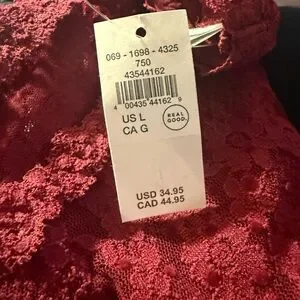 069 - 1698 - 4325
750
43544162
4 00435 44162 9
US L
CA G
REAL
GOOD.
USD 34.95
CAD 44.95